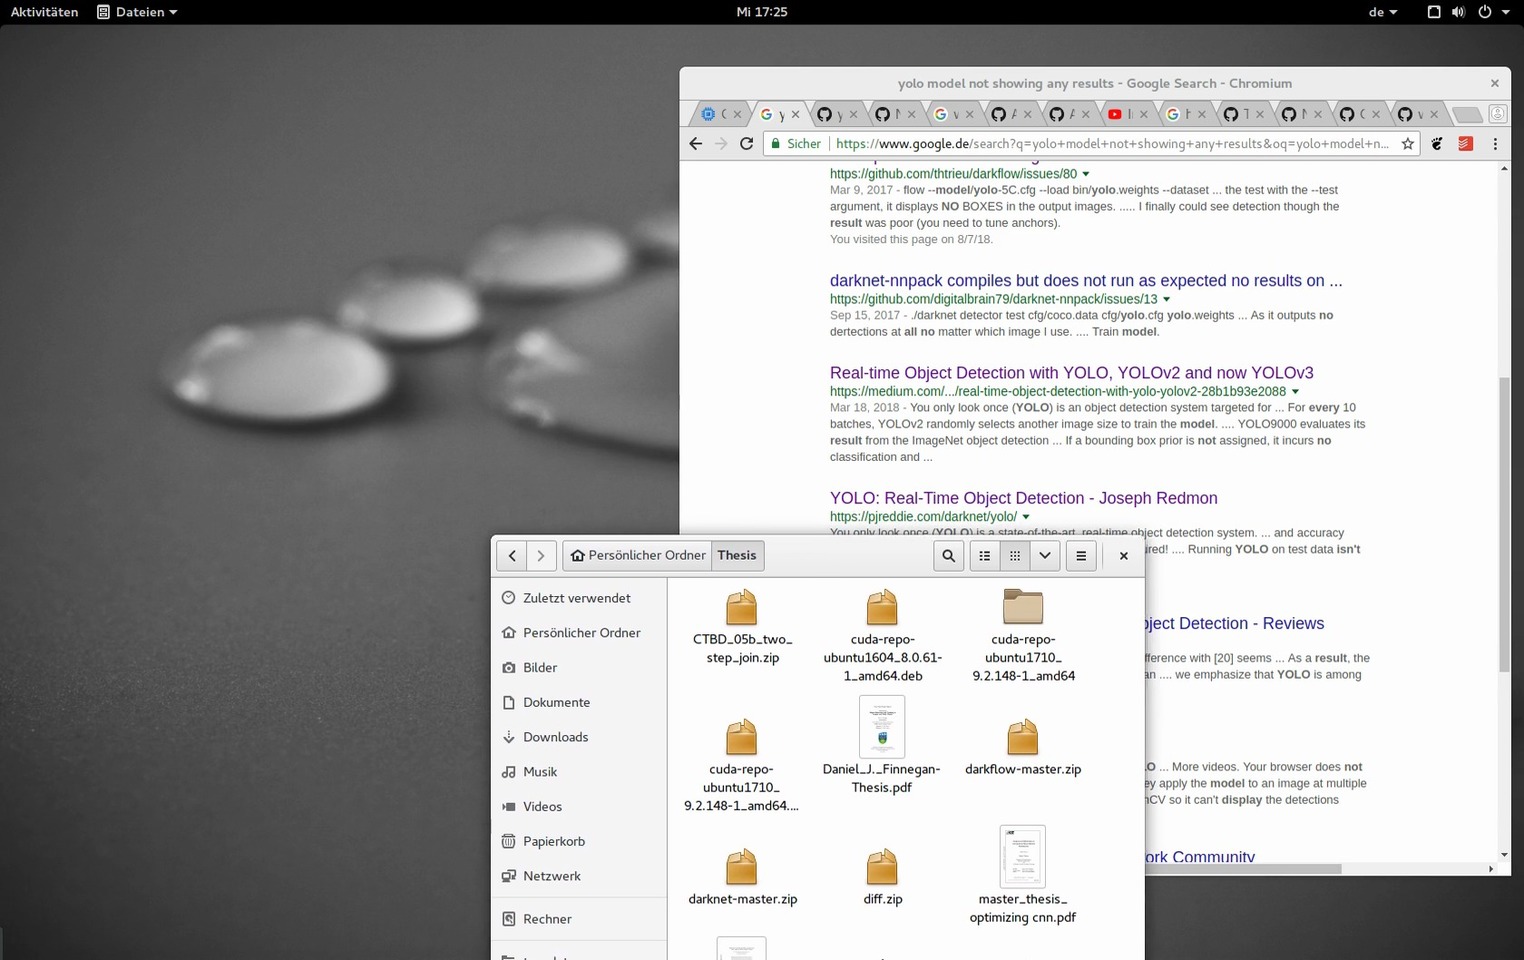 Aktivitäten
Dateien
Mi 17:25
de
yolo model not showing any results - Google Search - Chromium
Sicher
https://www.google.de/search?q=yolo+model+not+showing+any+results&oq=yolo+model+n...
https://github.com/thtrieu/darkflow/issues/80
Mar 9, 2017 - flow --model/yolo-5C.cfg --load bin/yolo.weights --dataset ... the test with the --test
argument, it displays NO BOXES in the output images. ..... I finally could see detection though the
result was poor (you need to tune anchors).
You visited this page on 8/7/18.
darknet-nnpack compiles but does not run as expected no results on ...
https://github.com/digitalbrain79/darknet-nnpack/issues/13
Sep 15, 2017 - ./darknet detector test cfg/coco.data cfg/yolo.cfg yolo.weights ... As it outputs no
dertections at all no matter which image I use. .... Train model.
Real-time Object Detection with YOLO, YOLOv2 and now YOLOv3
https://medium.com/.../real-time-object-detection-with-yolo-yolov2-28b1b93e2088
Mar 18, 2018 - You only look once (YOLO) is an object detection system targeted for ... For every 10
batches, YOLOv2 randomly selects another image size to train the model. .... YOLO9000 evaluates its
result from the ImageNet object detection ... If a bounding box prior is not assigned, it incurs no
classification and ...
YOLO: Real-Time Object Detection - Joseph Redmon
https://pjreddie.com/darknet/yolo/
You only look once (YOLO) is a state-of-the-art, real-time object detection system. ... and accuracy
.... Running YOLO on test data isn't
ject Detection - Reviews
fference with [20] seems ... As a result, the
.... we emphasize that YOLO is among
... More videos. Your browser does not
apply the model to an image at multiple
so it can't display the detections
ork Community
Persönlicher Ordner
Thesis
Zuletzt verwendet
Persönlicher Ordner
Bilder
Dokumente
Downloads
Musik
Videos
Papierkorb
Netzwerk
Rechner
CTBD_05b_two_
step_join.zip
cuda-repo-
ubuntu1604_8.0.61-
1_amd64.deb
cuda-repo-
ubuntu1710_
9.2.148-1_amd64
cuda-repo-
ubuntu1710_
9.2.148-1_amd64....
Daniel_J._Finnegan-
Thesis.pdf
darkflow-master.zip
darknet-master.zip
diff.zip
master_thesis_
optimizing cnn.pdf